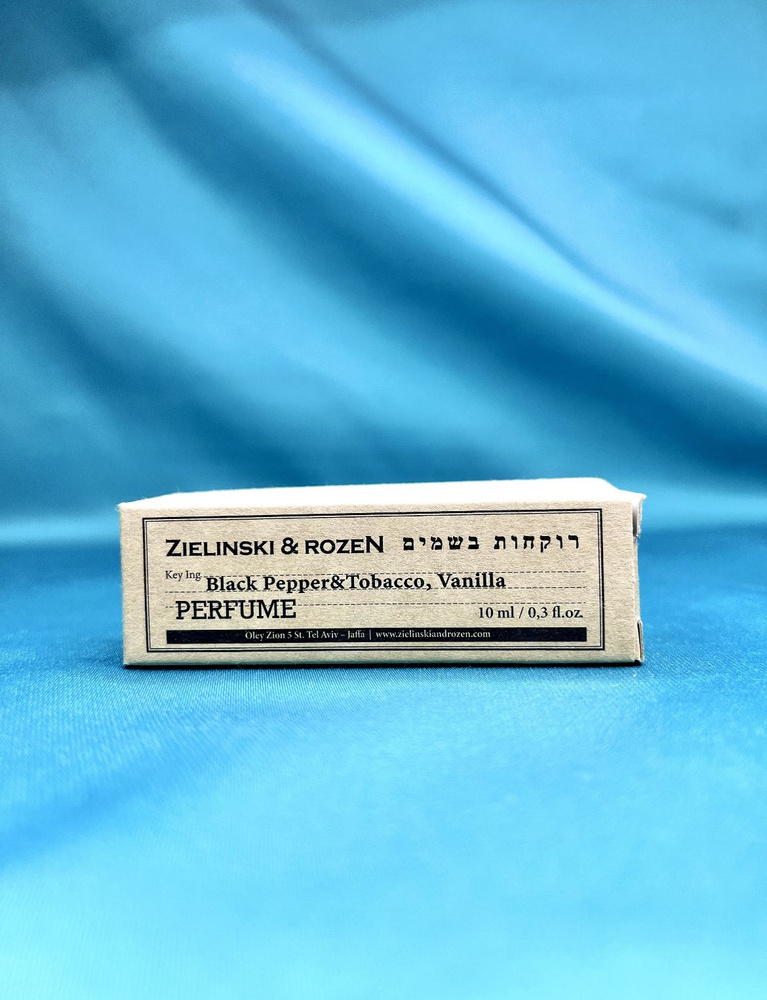 ZIELINSKI & ROZEN רוקחות בשמים
Key Ing Black Pepper&Tobacco, Vanilla
PERFUME 10 ml / 0,3 fl.oz.
Oley Zion 5 St. Tel Aviv – Jaffa | www.zielinskiandrozen.com